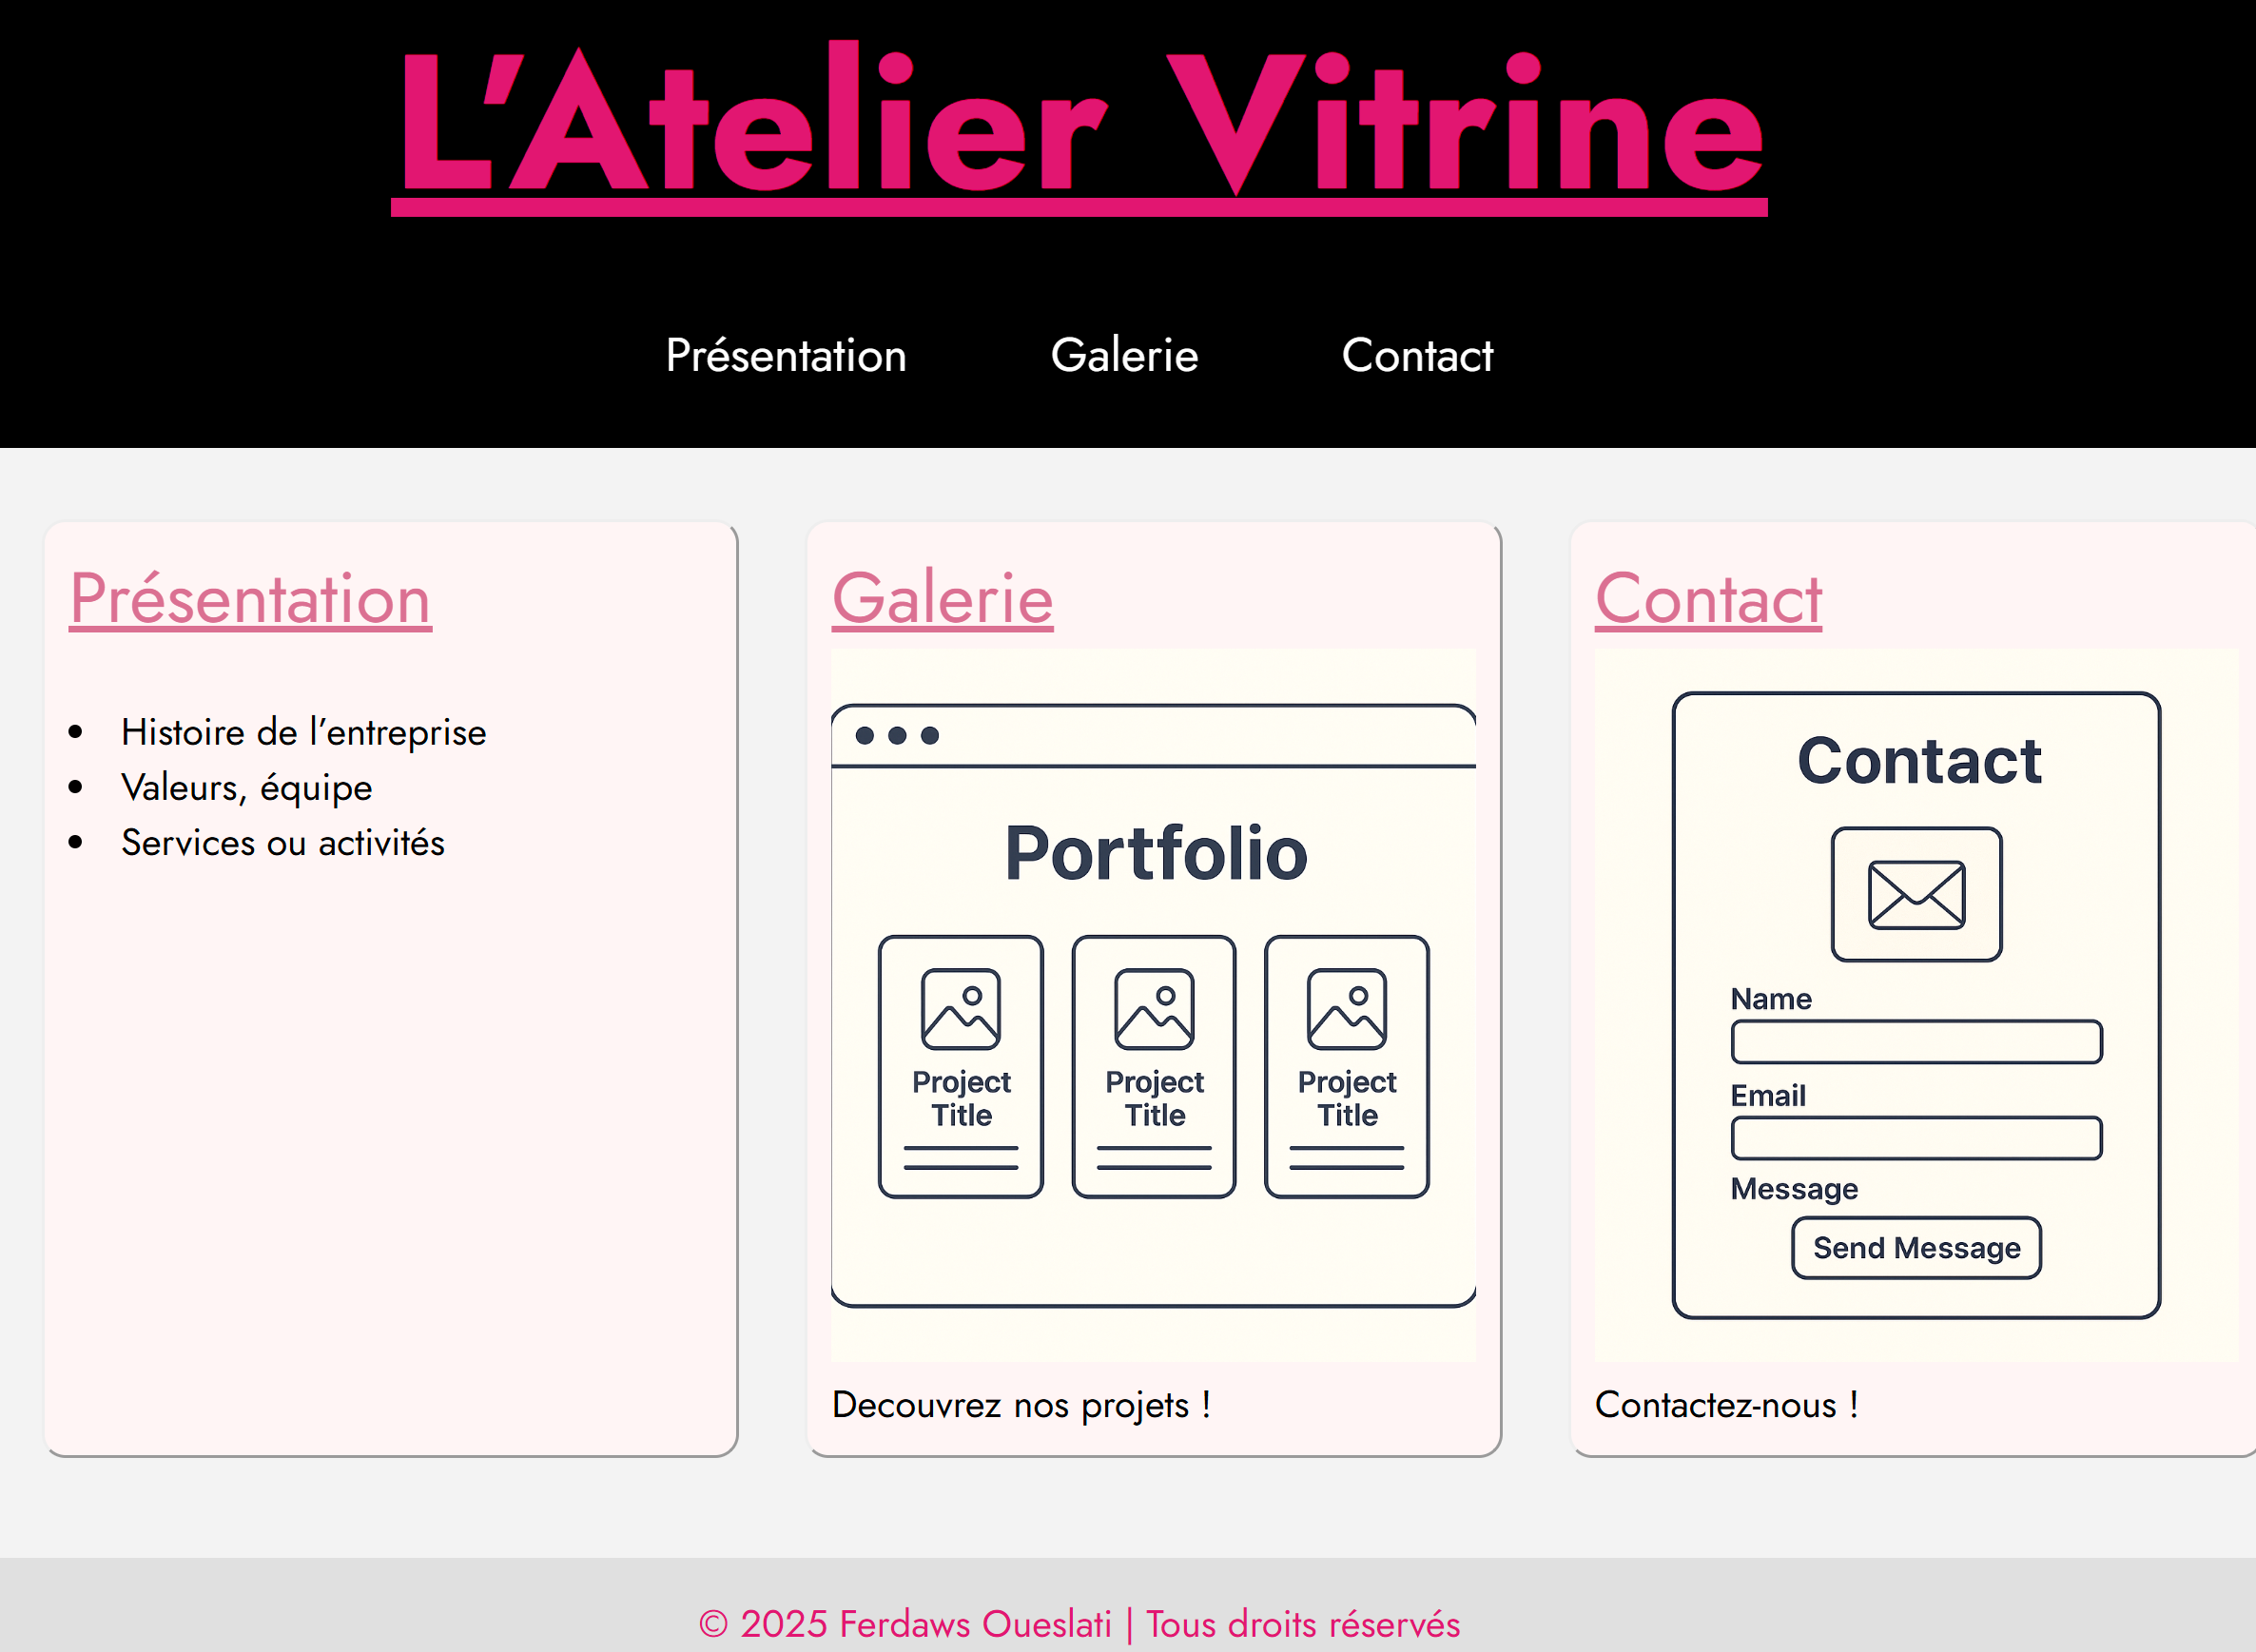 L'Atelier Vitrine
Présentation Galerie Contact
Présentation
Histoire de l’entreprise
Valeurs, équipe
Services ou activités
Galerie
Portfolio
Project Title
Project Title
Project Title
Decouvrez nos projets !
Contact
Contact
Name
Email
Message
Send Message
Contactez-nous !
© 2025 Ferdaws Oueslati | Tous droits réservés